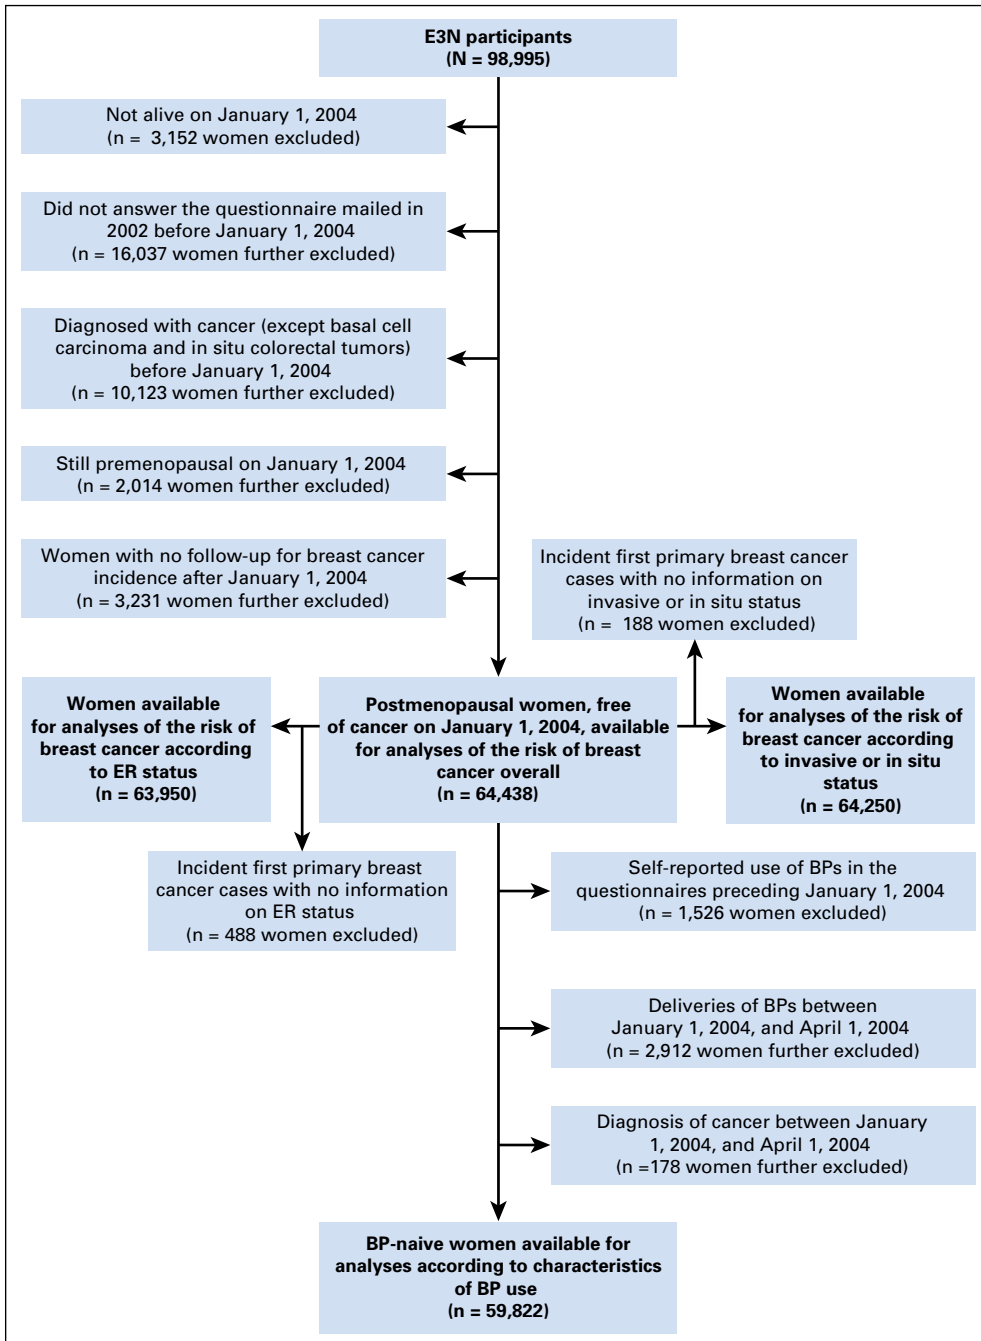 E3N participants
(N = 98,995)
Not alive on January 1, 2004
(n = 3,152 women excluded)
Did not answer the questionnaire mailed in
2002 before January 1, 2004
(n = 16,037 women further excluded)
Diagnosed with cancer (except basal cell
carcinoma and in situ colorectal tumors)
before January 1, 2004
(n = 10,123 women further excluded)
Still premenopausal on January 1, 2004
(n = 2,014 women further excluded)
Women with no follow-up for breast cancer
incidence after January 1, 2004
(n = 3,231 women further excluded)
Incident first primary breast cancer
cases with no information on
invasive or in situ status
(n = 188 women excluded)
Women available
for analyses of the risk of
breast cancer according
to ER status
(n = 63,950)
Postmenopausal women, free
of cancer on January 1, 2004, available
for analyses of the risk of breast
cancer overall
(n = 64,438)
Women available
for analyses of the risk of
breast cancer according
to invasive or in situ
status
(n = 64,250)
Incident first primary breast
cancer cases with no information
on ER status
(n = 488 women excluded)
Self-reported use of BPs in the
questionnaires preceding January 1, 2004
(n = 1,526 women excluded)
Deliveries of BPs between
January 1, 2004, and April 1, 2004
(n = 2,912 women further excluded)
Diagnosis of cancer between January
1, 2004, and April 1, 2004
(n =178 women further excluded)
BP-naive women available for
analyses according to characteristics
of BP use
(n = 59,822)